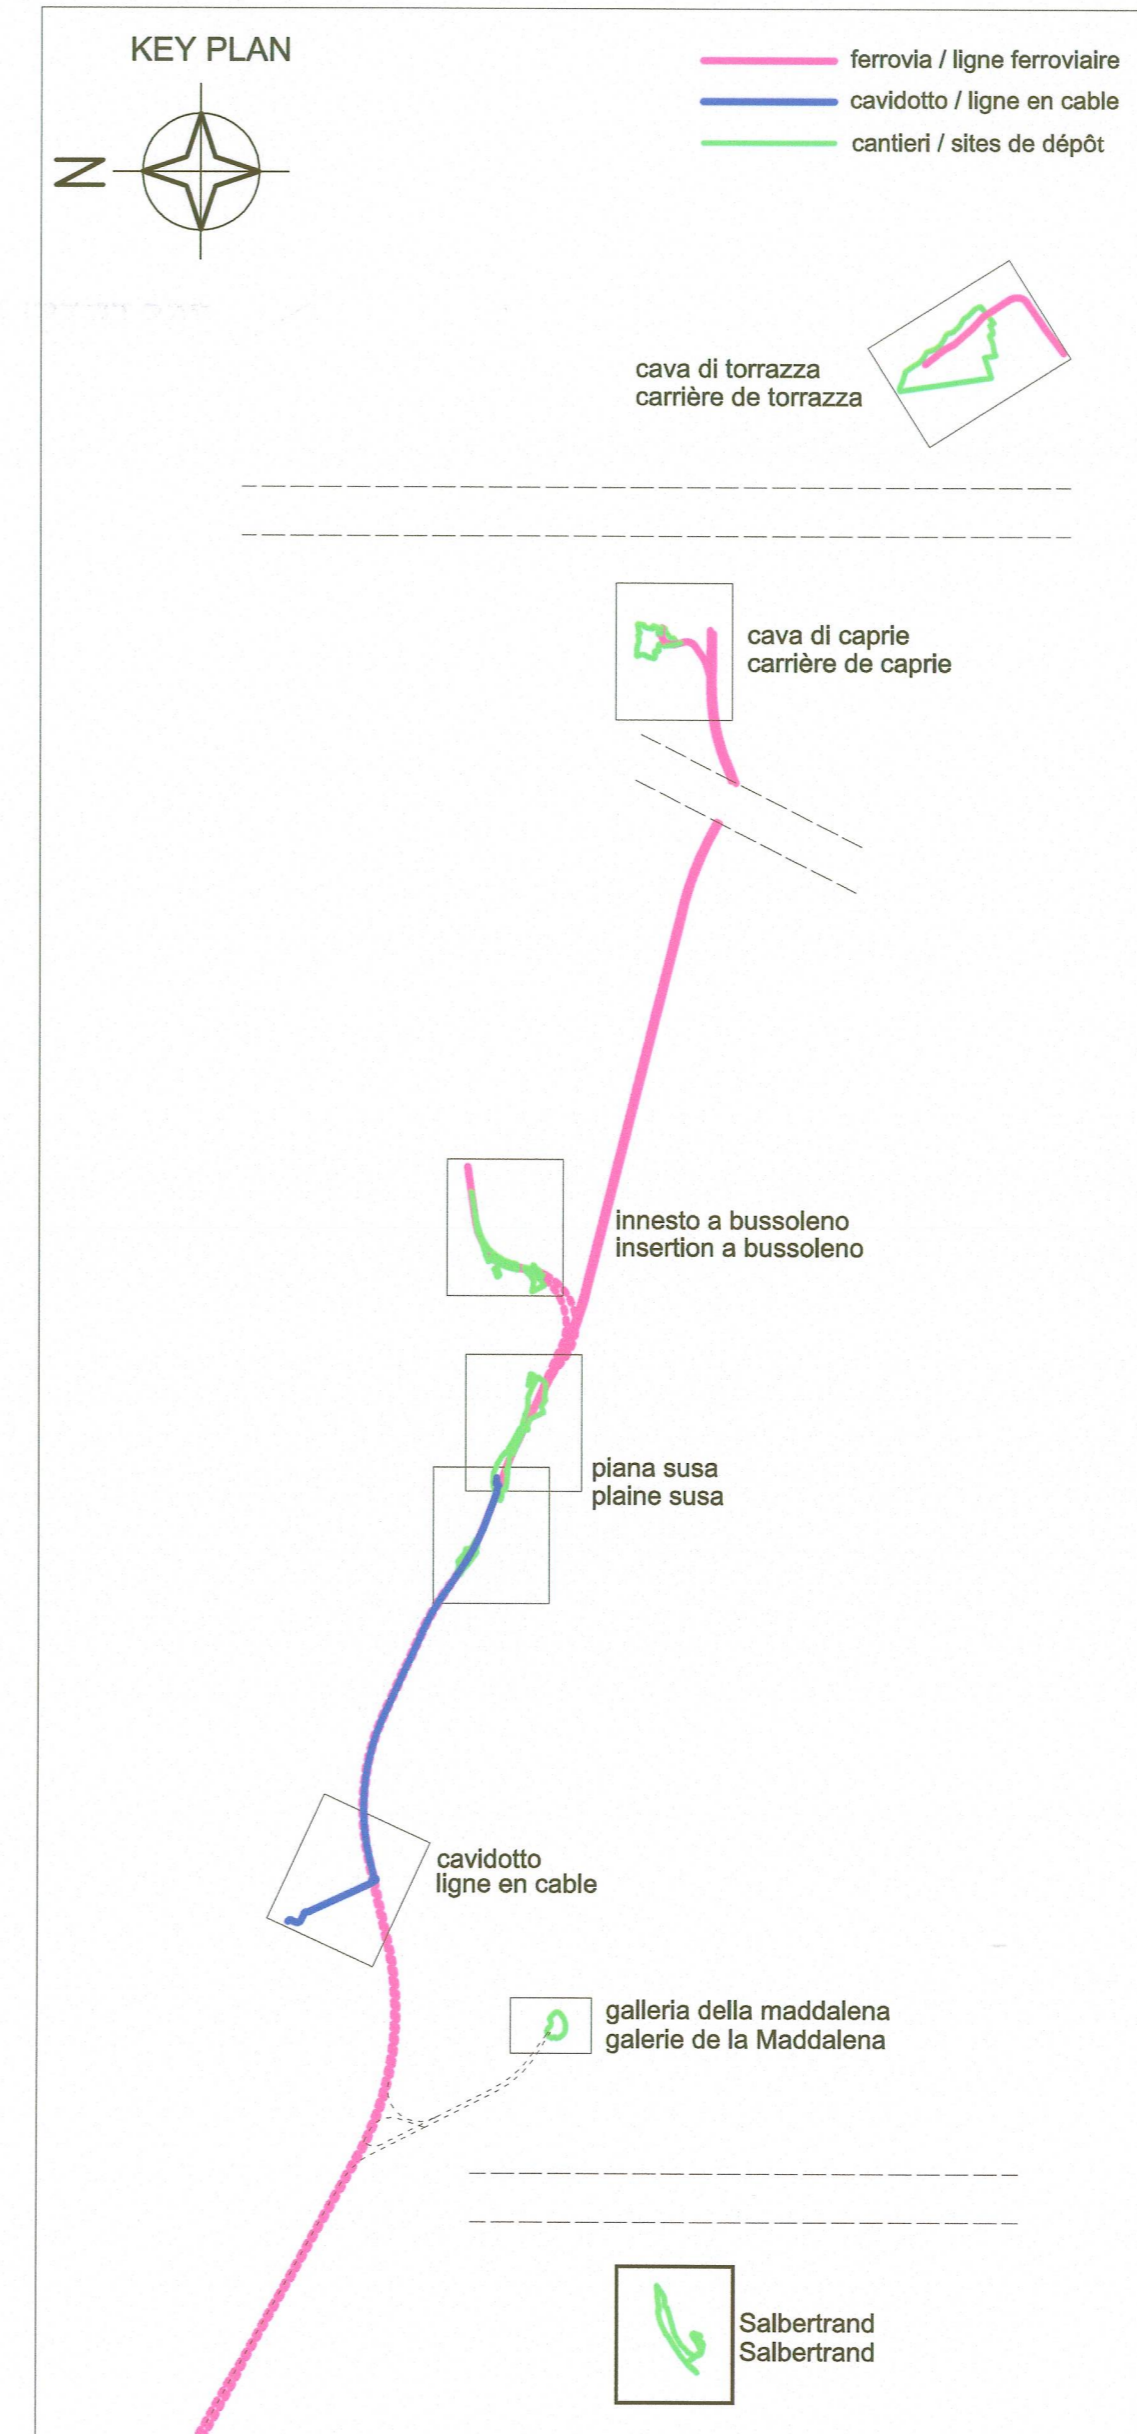 KEY PLAN
N
ferrovia / ligne ferroviaire
cavidotto / ligne en cable
cantieri / sites de dépôt
cava di torrazza
carrière de torrazza
cava di caprie
carrière de caprie
innesto a bussoleno
insertion a bussoleno
piana susa
plaine susa
cavidotto
ligne en cable
galleria della maddalena
galerie de la Maddalena
Salbertrand
Salbertrand